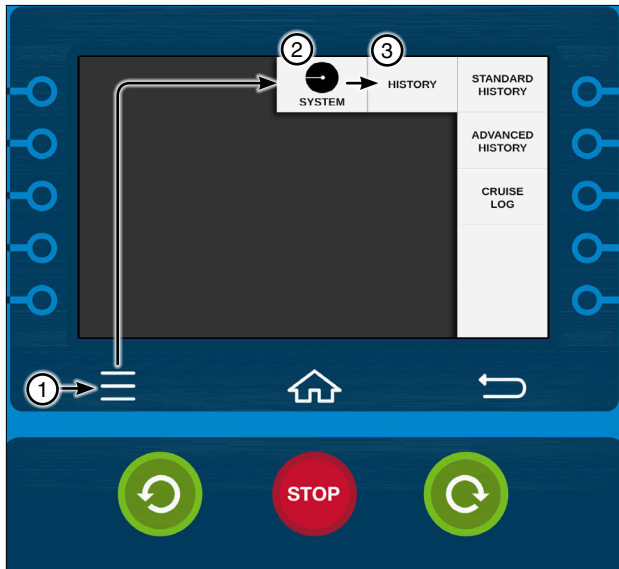 2
3
SYSTEM
HISTORY
STANDARD
HISTORY
ADVANCED
HISTORY
CRUISE
LOG
1
STOP